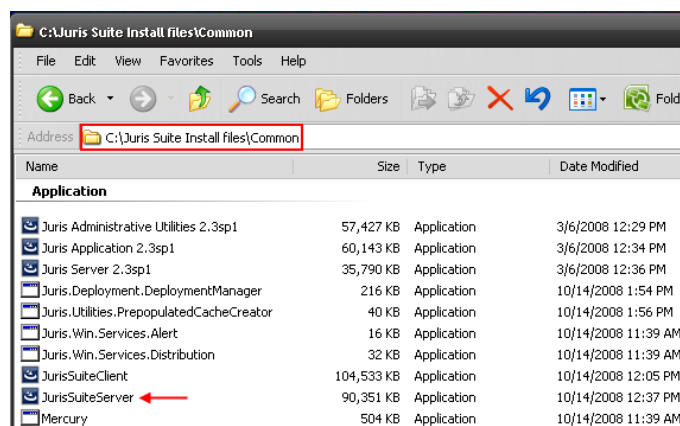 C:\Juris Suite Install files\Common
File Edit View Favorites Tools Help
Back Search Folders Fold
Address C:\Juris Suite Install files\Common
Name Size Type Date Modified
Application
Juris Administrative Utilities 2.3sp1 57,427 KB Application 3/6/2008 12:29 PM
Juris Application 2.3sp1 60,143 KB Application 3/6/2008 12:34 PM
Juris Server 2.3sp1 35,790 KB Application 3/6/2008 12:36 PM
Juris.Deployment.DeploymentManager 216 KB Application 10/14/2008 1:54 PM
Juris.Utilities.PrepopulatedCacheCreator 40 KB Application 10/14/2008 1:56 PM
Juris.Win.Services.Alert 16 KB Application 10/14/2008 11:39 AM
Juris.Win.Services.Distribution 32 KB Application 10/14/2008 11:39 AM
JurisSuiteClient 104,533 KB Application 10/14/2008 12:05 PM
JurisSuiteServer 90,351 KB Application 10/14/2008 12:37 PM
Mercury 504 KB Application 10/14/2008 11:39 AM